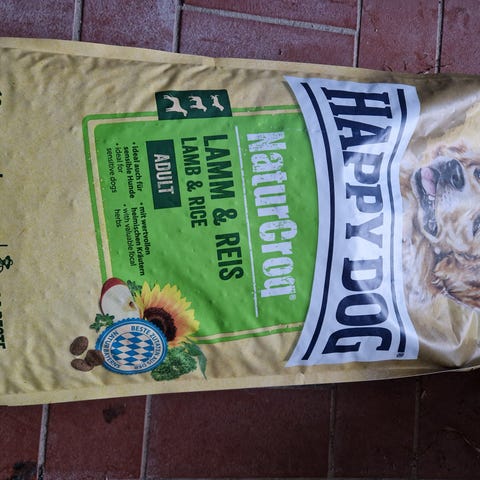 HAPPY DOG
NaturCroq®
LAMM & REIS
LAMB & RICE
ADULT
• Ideal auch für
sensible Hunde
• ideal for
sensitive dogs
• mit wertvollen
heimischen Kräutern
• with valuable local
herbs
BESTE